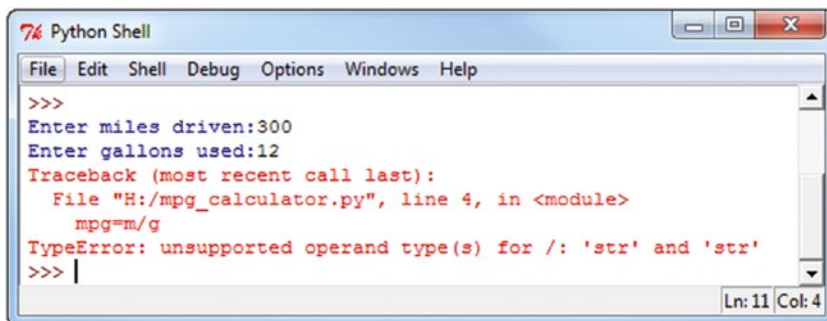 Python Shell
File Edit Shell Debug Options Windows Help
>>>
Enter miles driven:300
Enter gallons used:12
Traceback (most recent call last):
  File "H:/mpg_calculator.py", line 4, in <module>
    mpg=m/g
TypeError: unsupported operand type(s) for /: 'str' and 'str'
>>>
Ln: 11 Col: 4